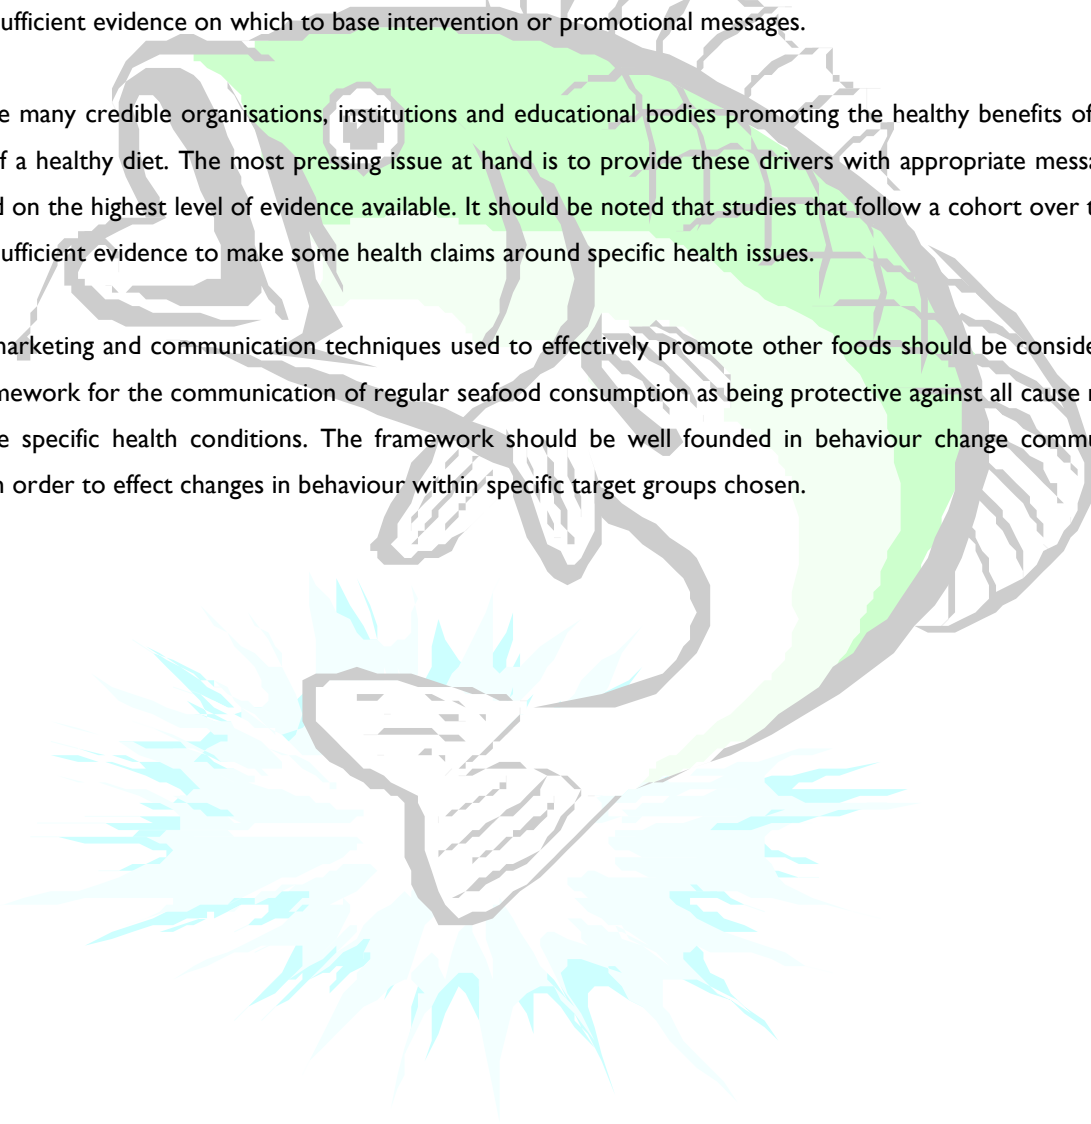 ufficient evidence on which to base intervention or promotional messages.
e many credible organisations, institutions and educational bodies promoting the healthy benefits of
f a healthy diet. The most pressing issue at hand is to provide these drivers with appropriate messa
d on the highest level of evidence available. It should be noted that studies that follow a cohort over t
ufficient evidence to make some health claims around specific health issues.
marketing and communication techniques used to effectively promote other foods should be conside
mework for the communication of regular seafood consumption as being protective against all cause
e specific health conditions. The framework should be well founded in behaviour change commu
n order to effect changes in behaviour within specific target groups chosen.